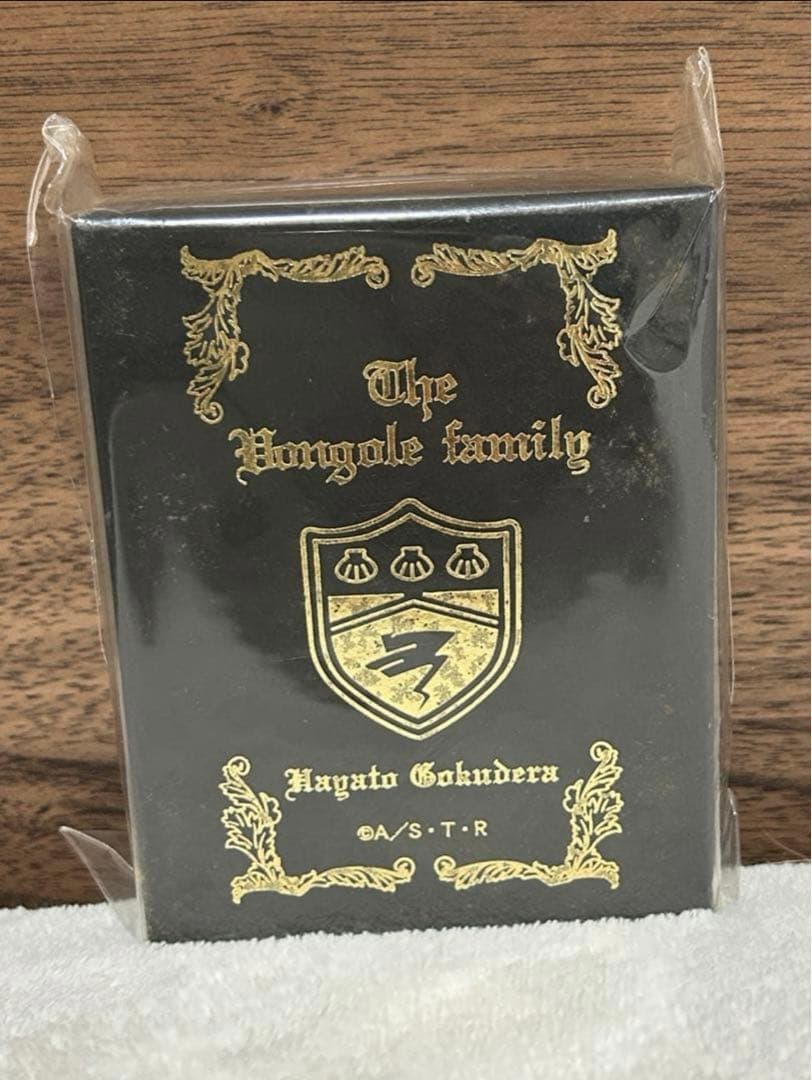 The
Vongole family
Hayato Gokudera
©A/S・T・R